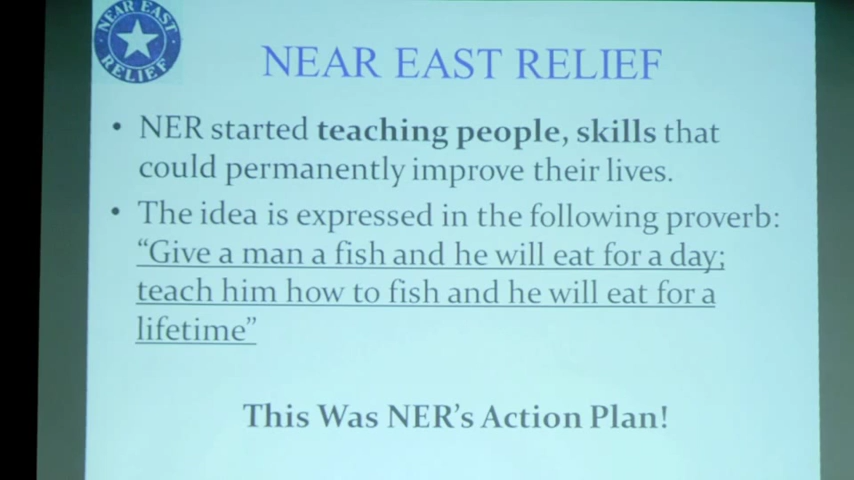 NEAR EAST
RELIEF
NEAR EAST RELIEF
• NER started teaching people, skills that
could permanently improve their lives.
• The idea is expressed in the following proverb:
“Give a man a fish and he will eat for a day;
teach him how to fish and he will eat for a
lifetime”
This Was NER’s Action Plan!